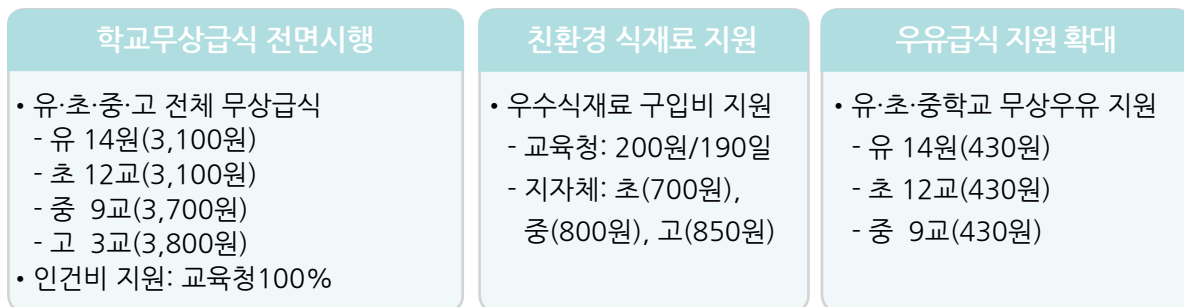 학교무상급식 전면시행
• 유·초·중·고 전체 무상급식
- 유 14원(3,100원)
- 초 12교(3,100원)
- 중 9교(3,700원)
- 고 3교(3,800원)
• 인건비 지원: 교육청100%
친환경 식재료 지원
• 우수식재료 구입비 지원
- 교육청: 200원/190일
- 지자체: 초(700원),
중(800원), 고(850원)
우유급식 지원 확대
• 유·초·중학교 무상우유 지원
- 유 14원(430원)
- 초 12교(430원)
- 중 9교(430원)